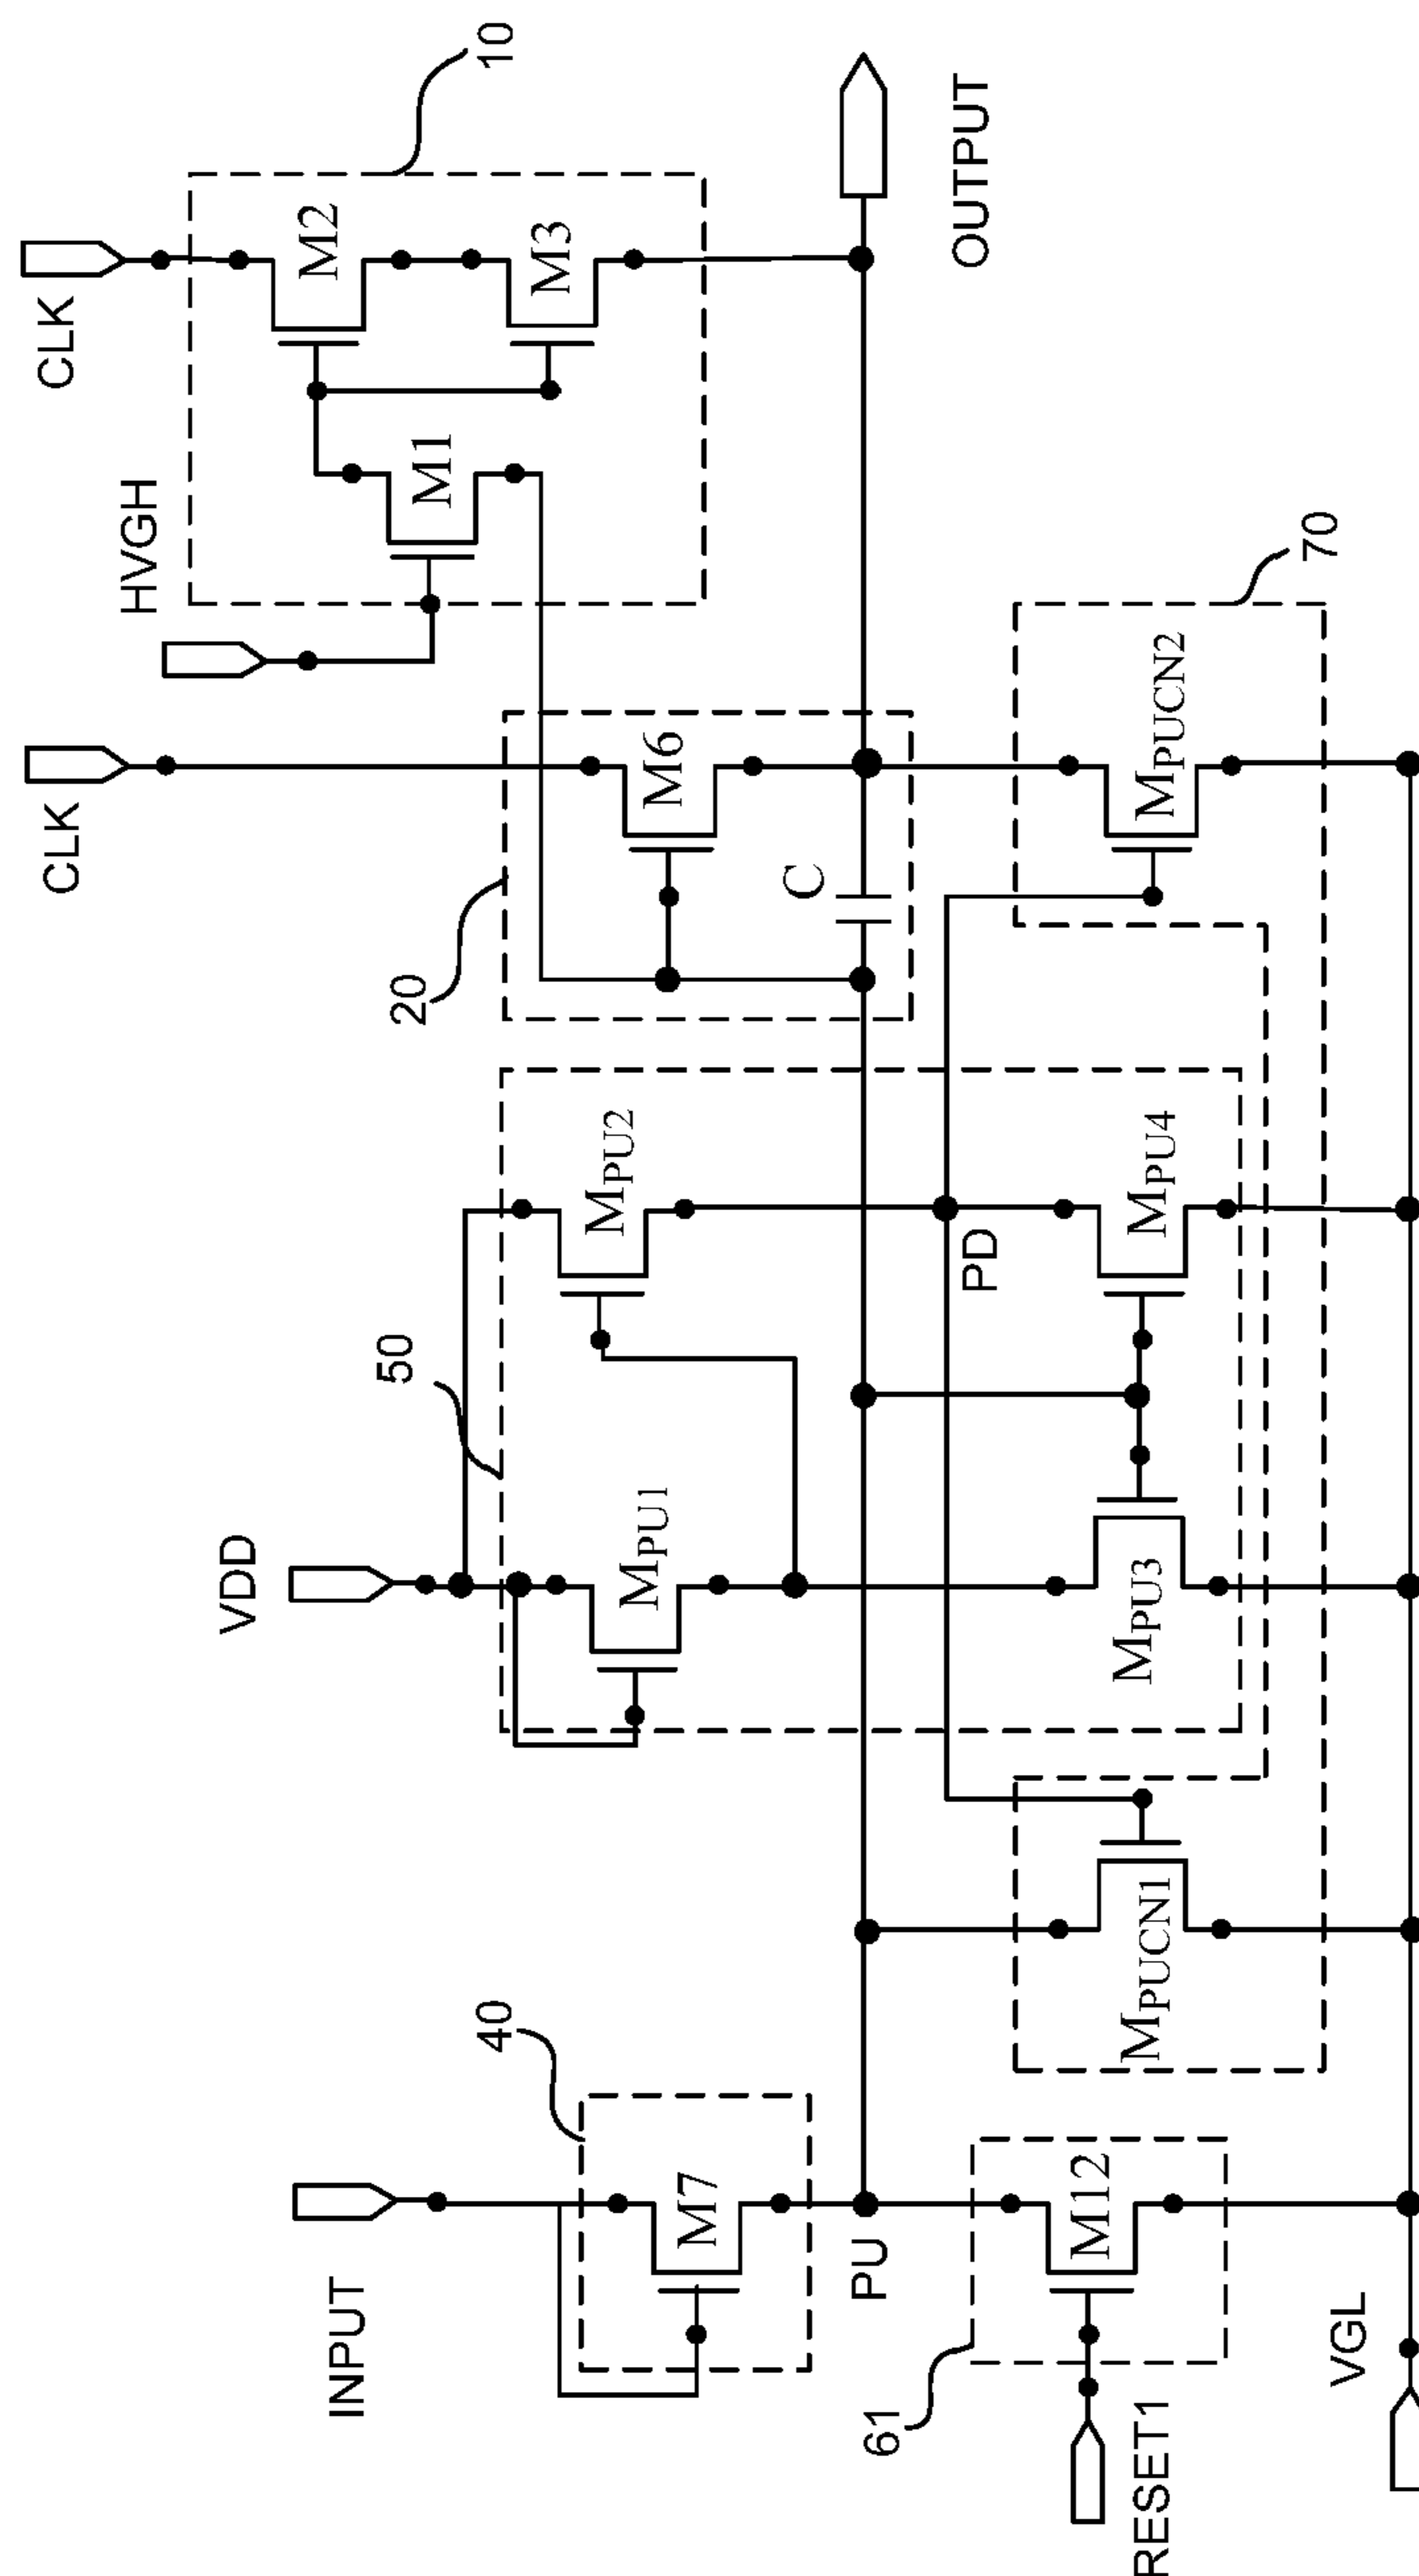 CLK
10
M2
M3
HVGH
M1
OUTPUT
CLK
M6
C
20
70
MPUCN2
VDD
50
MPU1
MPU2
PD
MPU3
MPU4
INPUT
40
M7
PU
MPUCN1
61
M12
RESET1
VGL